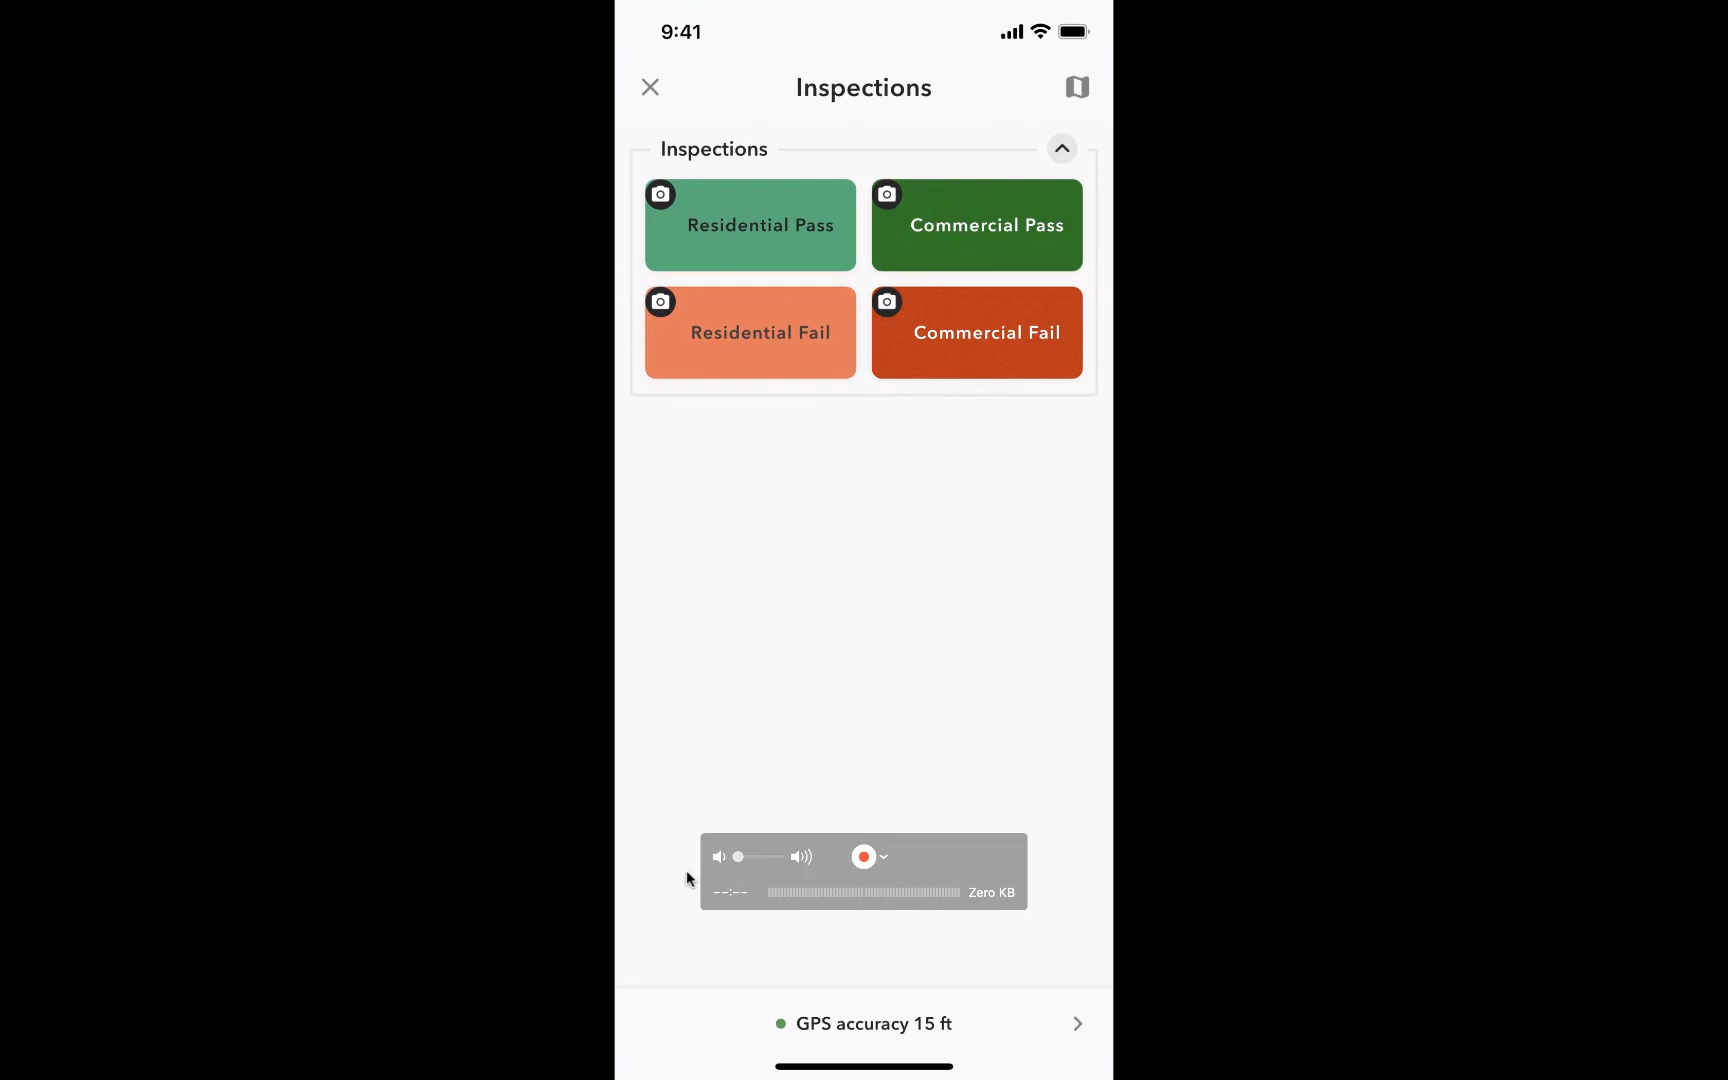 9:41
Inspections
Inspections
Residential Pass
Commercial Pass
Residential Fail
Commercial Fail
--:--
Zero KB
GPS accuracy 15 ft